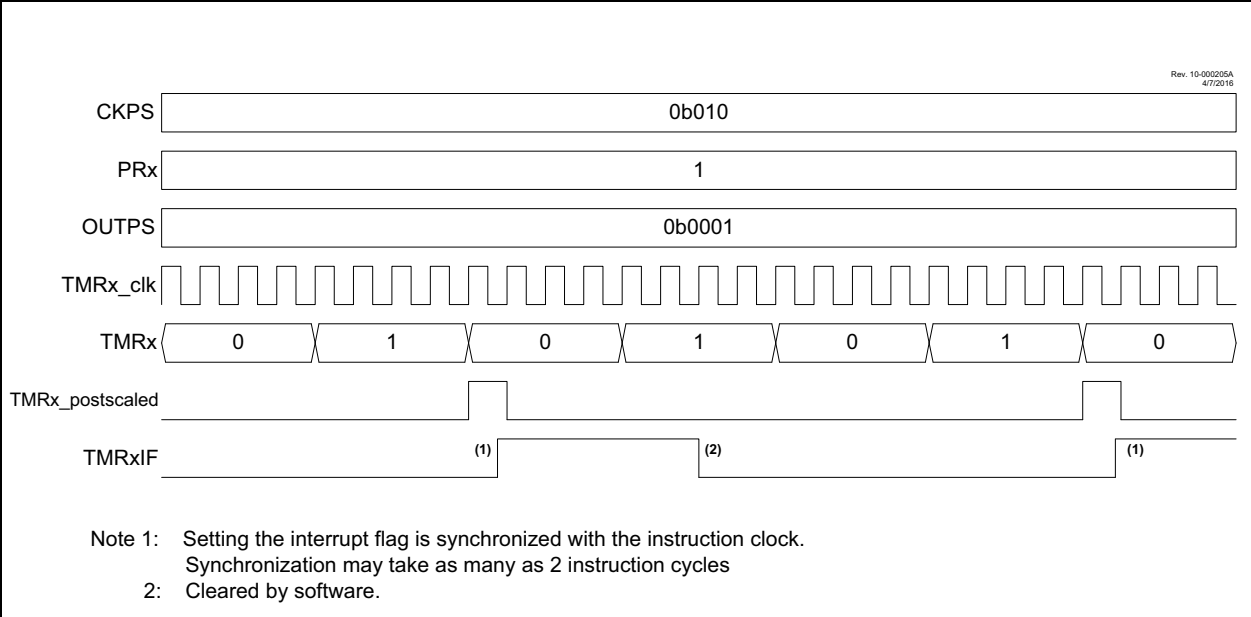 Rev. 10-000205A
4/7/2016
CKPS 0b010
PRx 1
OUTPS 0b0001
TMRx_clk
TMRx 0 1 0 1 0 1 0
TMRx_postscaled
TMRxIF (1) (2) (1)
Note 1: Setting the interrupt flag is synchronized with the instruction clock.
Synchronization may take as many as 2 instruction cycles
2: Cleared by software.